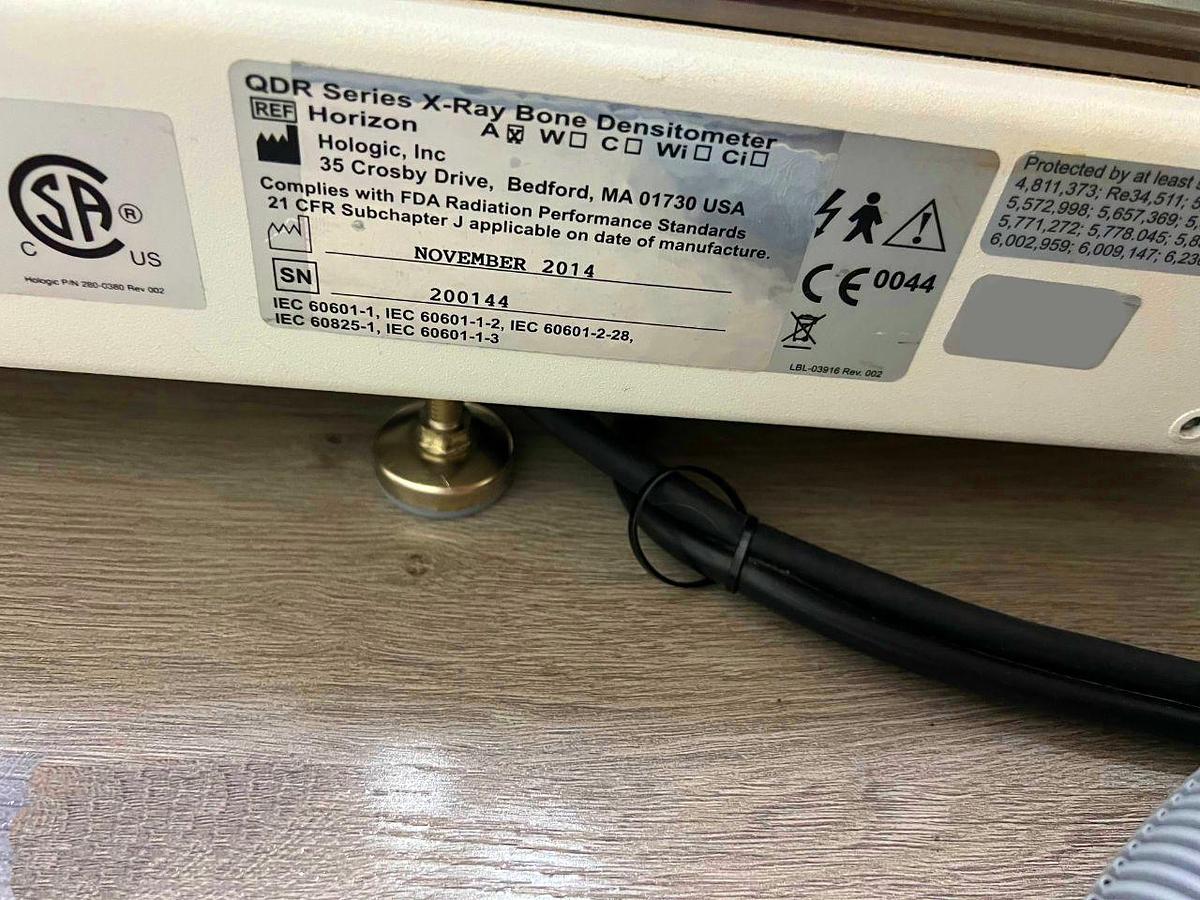 CSA ®
C US
Hologic P/N 280-0380 Rev 002
QDR Series X-Ray Bone Densitometer
REF Horizon A☒ W☐ C☐ Wi☐ Ci☐
Hologic, Inc
35 Crosby Drive, Bedford, MA 01730 USA
Complies with FDA Radiation Performance Standards
21 CFR Subchapter J applicable on date of manufacture.
NOVEMBER 2014
SN 200144
IEC 60601-1, IEC 60601-1-2, IEC 60601-2-28,
IEC 60825-1, IEC 60601-1-3
CE 0044
LBL-03916 Rev. 002
Protected by at least
4,811,373; Re34,511;
5,572,998; 5,657,369;
5,771,272; 5,778.045;
6,002,959; 6,009,147;